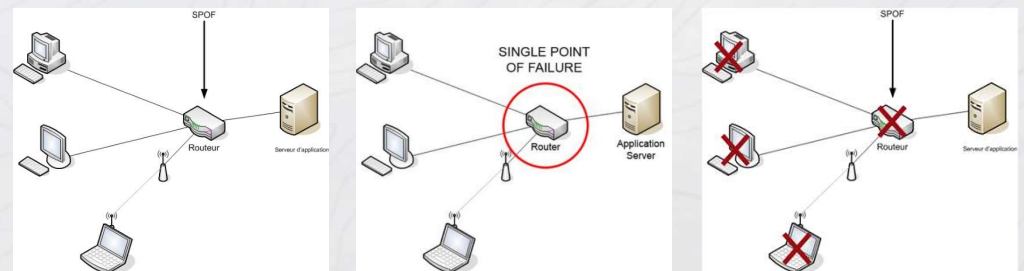 SPOF
Routeur
Serveur d'application
SINGLE POINT
OF FAILURE
Router
Application
Server
SPOF
Routeur
Serveur d'application